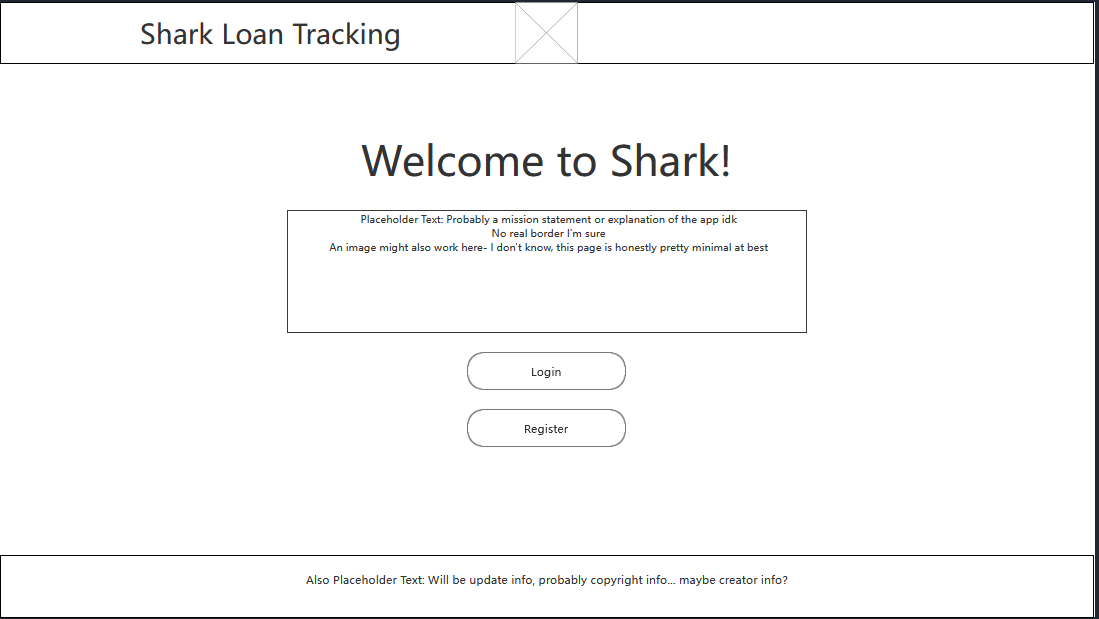 Shark Loan Tracking
Welcome to Shark!
Placeholder Text: Probably a mission statement or explanation of the app idk
No real border I'm sure
An image might also work here- I don't know, this page is honestly pretty minimal at best
Login
Register
Also Placeholder Text: Will be update info, probably copyright info... maybe creator info?